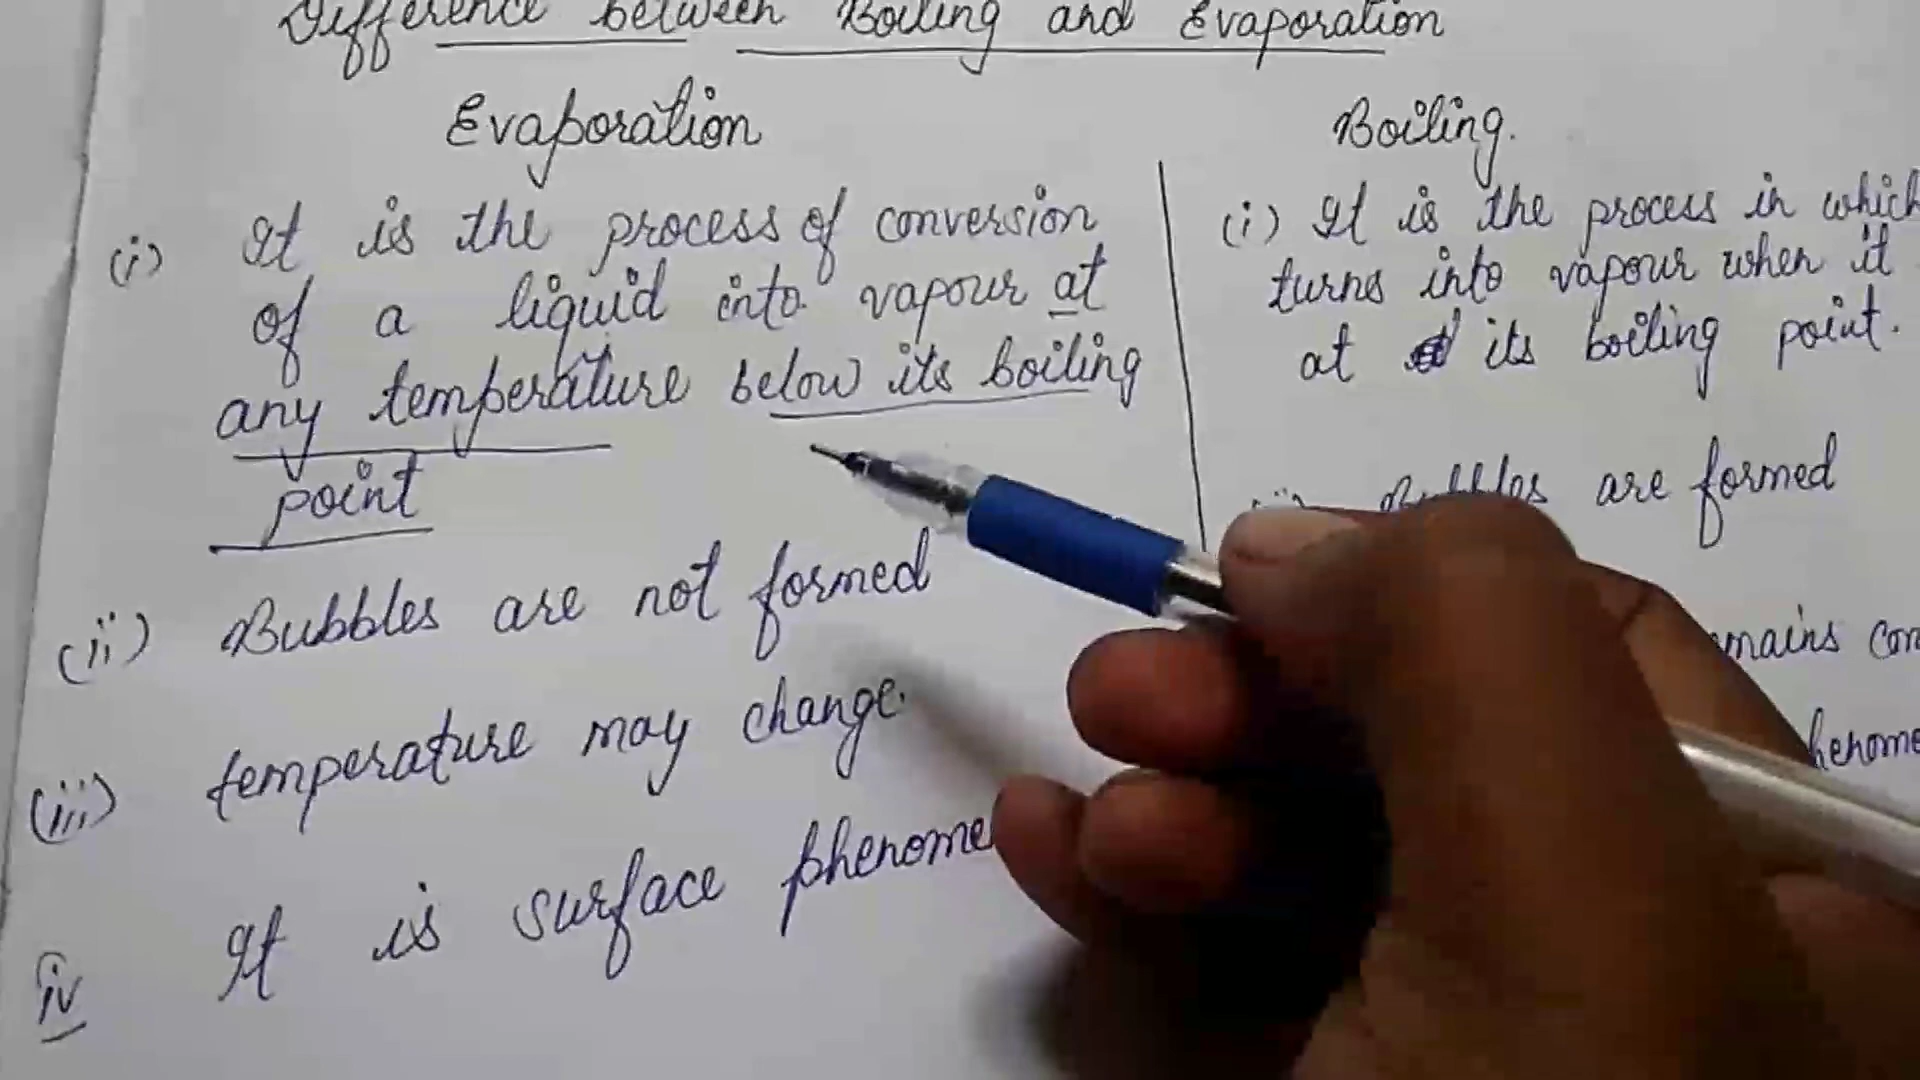 Difference between Boiling and Evaporation
Evaporation
(i) It is the process of conversion
of a liquid into vapour at
any temperature below its boiling
point
(ii) Bubbles are not formed
(iii) temperature may change.
iv It is surface
Boiling.
(i) It is the process in which
turns into vapour when it
at its boiling point.
Bubbles are formed